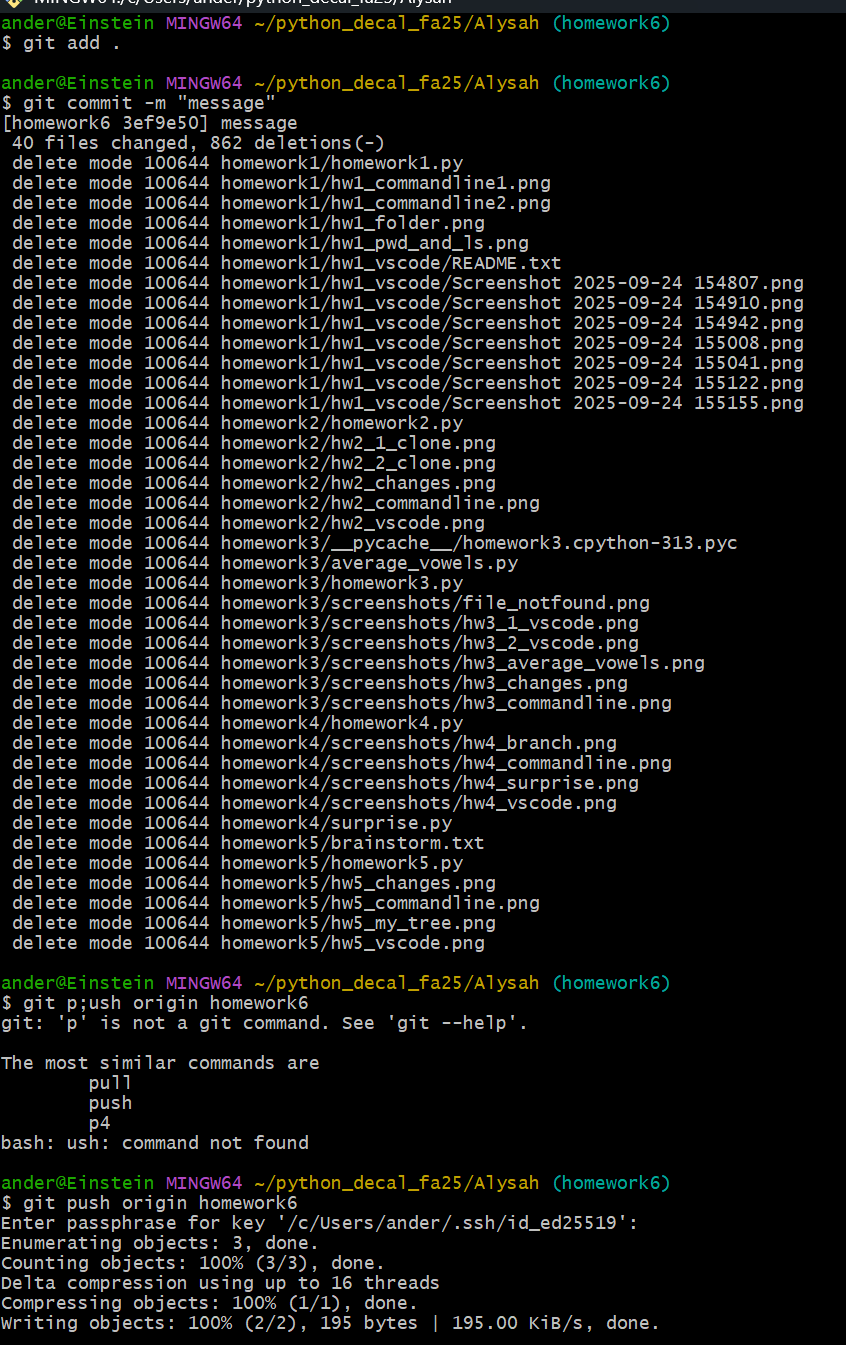 MINGW64:/c/Users/ander/python_decal_fa25/Alysah
ander@Einstein MINGW64 ~/python_decal_fa25/Alysah (homework6)
$ git add .
ander@Einstein MINGW64 ~/python_decal_fa25/Alysah (homework6)
$ git commit -m "message"
[homework6 3ef9e50] message
 40 files changed, 862 deletions(-)
 delete mode 100644 homework1/homework1.py
 delete mode 100644 homework1/hw1_commandline1.png
 delete mode 100644 homework1/hw1_commandline2.png
 delete mode 100644 homework1/hw1_folder.png
 delete mode 100644 homework1/hw1_pwd_and_ls.png
 delete mode 100644 homework1/hw1_vscode/README.txt
 delete mode 100644 homework1/hw1_vscode/Screenshot 2025-09-24 154807.png
 delete mode 100644 homework1/hw1_vscode/Screenshot 2025-09-24 154910.png
 delete mode 100644 homework1/hw1_vscode/Screenshot 2025-09-24 154942.png
 delete mode 100644 homework1/hw1_vscode/Screenshot 2025-09-24 155008.png
 delete mode 100644 homework1/hw1_vscode/Screenshot 2025-09-24 155041.png
 delete mode 100644 homework1/hw1_vscode/Screenshot 2025-09-24 155122.png
 delete mode 100644 homework1/hw1_vscode/Screenshot 2025-09-24 155155.png
 delete mode 100644 homework2/homework2.py
 delete mode 100644 homework2/hw2_1_clone.png
 delete mode 100644 homework2/hw2_2_clone.png
 delete mode 100644 homework2/hw2_changes.png
 delete mode 100644 homework2/hw2_commandline.png
 delete mode 100644 homework2/hw2_vscode.png
 delete mode 100644 homework3/__pycache__/homework3.cpython-313.pyc
 delete mode 100644 homework3/average_vowels.py
 delete mode 100644 homework3/homework3.py
 delete mode 100644 homework3/screenshots/file_notfound.png
 delete mode 100644 homework3/screenshots/hw3_1_vscode.png
 delete mode 100644 homework3/screenshots/hw3_2_vscode.png
 delete mode 100644 homework3/screenshots/hw3_average_vowels.png
 delete mode 100644 homework3/screenshots/hw3_changes.png
 delete mode 100644 homework3/screenshots/hw3_commandline.png
 delete mode 100644 homework4/homework4.py
 delete mode 100644 homework4/screenshots/hw4_branch.png
 delete mode 100644 homework4/screenshots/hw4_commandline.png
 delete mode 100644 homework4/screenshots/hw4_surprise.png
 delete mode 100644 homework4/screenshots/hw4_vscode.png
 delete mode 100644 homework4/surprise.py
 delete mode 100644 homework5/brainstorm.txt
 delete mode 100644 homework5/homework5.py
 delete mode 100644 homework5/hw5_changes.png
 delete mode 100644 homework5/hw5_commandline.png
 delete mode 100644 homework5/hw5_my_tree.png
 delete mode 100644 homework5/hw5_vscode.png
ander@Einstein MINGW64 ~/python_decal_fa25/Alysah (homework6)
$ git p;ush origin homework6
git: 'p' is not a git command. See 'git --help'.
The most similar commands are
        pull
        push
        p4
bash: ush: command not found
ander@Einstein MINGW64 ~/python_decal_fa25/Alysah (homework6)
$ git push origin homework6
Enter passphrase for key '/c/Users/ander/.ssh/id_ed25519':
Enumerating objects: 3, done.
Counting objects: 100% (3/3), done.
Delta compression using up to 16 threads
Compressing objects: 100% (1/1), done.
Writing objects: 100% (2/2), 195 bytes | 195.00 KiB/s, done.